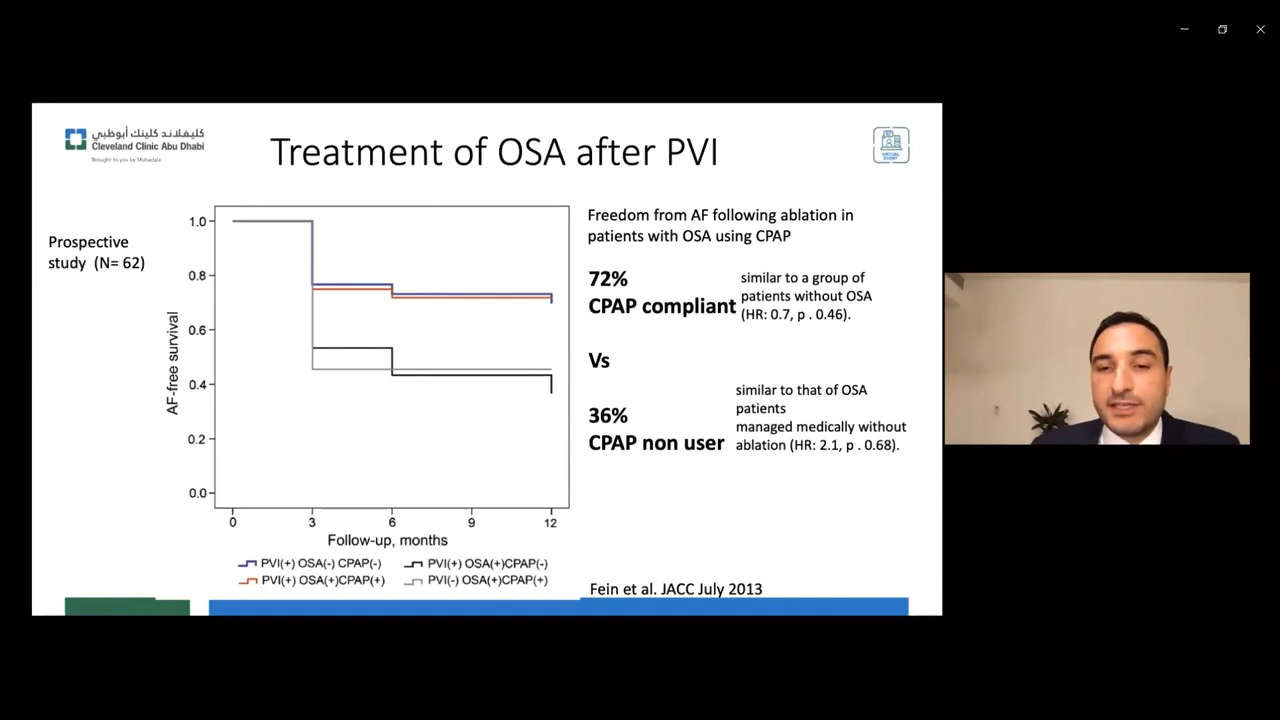 كليفلاند كلينك أبوظبي
Cleveland Clinic Abu Dhabi
Brought to you by Mubadala
Treatment of OSA after PVI
VIRTUAL
EVENT
Prospective
study (N= 62)
AF-free survival
1.0
0.8
0.6
0.4
0.2
0.0
0 3 6 9 12
Follow-up, months
PVI(+) OSA(-) CPAP(-) PVI(+) OSA(+)CPAP(-)
PVI(+) OSA(+)CPAP(+) PVI(-) OSA(+)CPAP(+)
Freedom from AF following ablation in
patients with OSA using CPAP
72%
CPAP compliant
similar to a group of
patients without OSA
(HR: 0.7, p . 0.46).
Vs
36%
CPAP non user
similar to that of OSA
patients
managed medically without
ablation (HR: 2.1, p . 0.68).
Fein et al. JACC July 2013